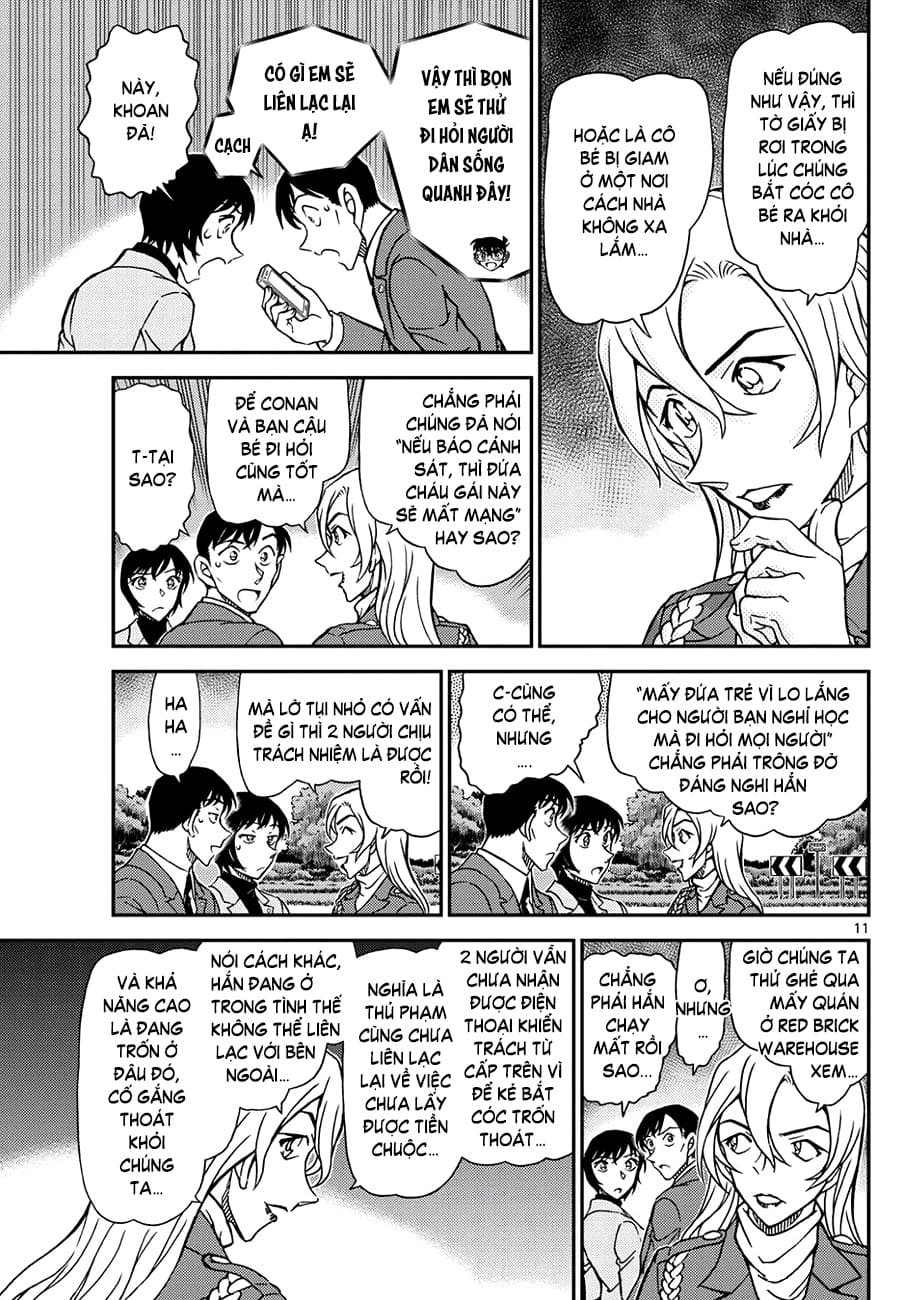 NẾU ĐÚNG
NHƯ VẬY, THÌ
TỜ GIẤY BỊ
RƠI TRONG
LÚC CHÚNG
BẮT CÓC CÔ
BÉ RA KHỎI
NHÀ...
HOẶC LÀ CÔ
BÉ BỊ GIAM
Ở MỘT NƠI
CÁCH NHÀ
KHÔNG XA
LẮM...
VẬY THÌ BỌN
EM SẼ THỬ
ĐI HỎI NGƯỜI
DÂN SỐNG
QUANH ĐÂY!
CÓ GÌ EM SẼ
LIÊN LẠC LẠI
Ạ!
CẠCH
NÀY,
KHOAN
ĐÃ!
CHẲNG PHẢI
CHÚNG ĐÃ NÓI
“NẾU BÁO CẢNH
SÁT, THÌ ĐỨA
CHÁU GÁI NÀY
SẼ MẤT MẠNG”
HAY SAO?
ĐỂ CONAN
VÀ BẠN CẬU
BÉ ĐI HỎI
CŨNG TỐT
MÀ...
T-TẠI
SAO?
“MẤY ĐỨA TRẺ VÌ LO LẮNG
CHO NGƯỜI BẠN NGHỈ HỌC
MÀ ĐI HỎI MỌI NGƯỜI”
CHẲNG PHẢI TRÔNG ĐỠ
ĐÁNG NGHI HẲN
SAO?
C-CŨNG
CÓ THỂ,
NHƯNG
....
MÀ LỠ TỤI NHỎ CÓ VẤN
ĐỀ GÌ THÌ 2 NGƯỜI CHỊU
TRÁCH NHIỆM LÀ ĐƯỢC
RỒI!
HA
HA
...
11
GIỜ CHÚNG TA
THỬ GHÉ QUA
MẤY QUÁN
Ở RED BRICK
WAREHOUSE
XEM...
Ơ,
NHƯNG
...
CHẲNG
PHẢI HẮN
CHẠY
MẤT RỒI
SAO...
2 NGƯỜI VẪN
CHƯA NHẬN
ĐƯỢC ĐIỆN
THOẠI KHIỂN
TRÁCH TỪ
CẤP TRÊN VÌ
ĐỂ KẺ BẮT
CÓC TRỐN
THOÁT...
NGHĨA LÀ
THỦ PHẠM
CŨNG CHƯA
LIÊN LẠC
LẠI VỀ VIỆC
CHƯA LẤY
ĐƯỢC TIỀN
CHUỘC...
NÓI CÁCH KHÁC,
HẮN ĐANG Ở
TRONG TÌNH THẾ
KHÔNG THỂ LIÊN
LẠC VỚI BÊN
NGOÀI...
VÀ KHẢ
NĂNG CAO
LÀ ĐANG
TRỐN Ở
ĐÂU ĐÓ,
CỐ GẮNG
THOÁT
KHỎI
CHÚNG
TA...